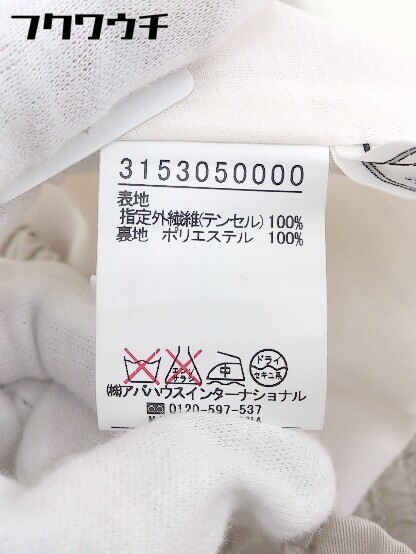 フクワウチ
3153050000
表地
指定外繊維(テンセル) 100%
裏地 ポリエステル 100%
エンソ サラシ 中 ドライ セキユ系
(株)アバハウスインターナショナル
0120-597-537